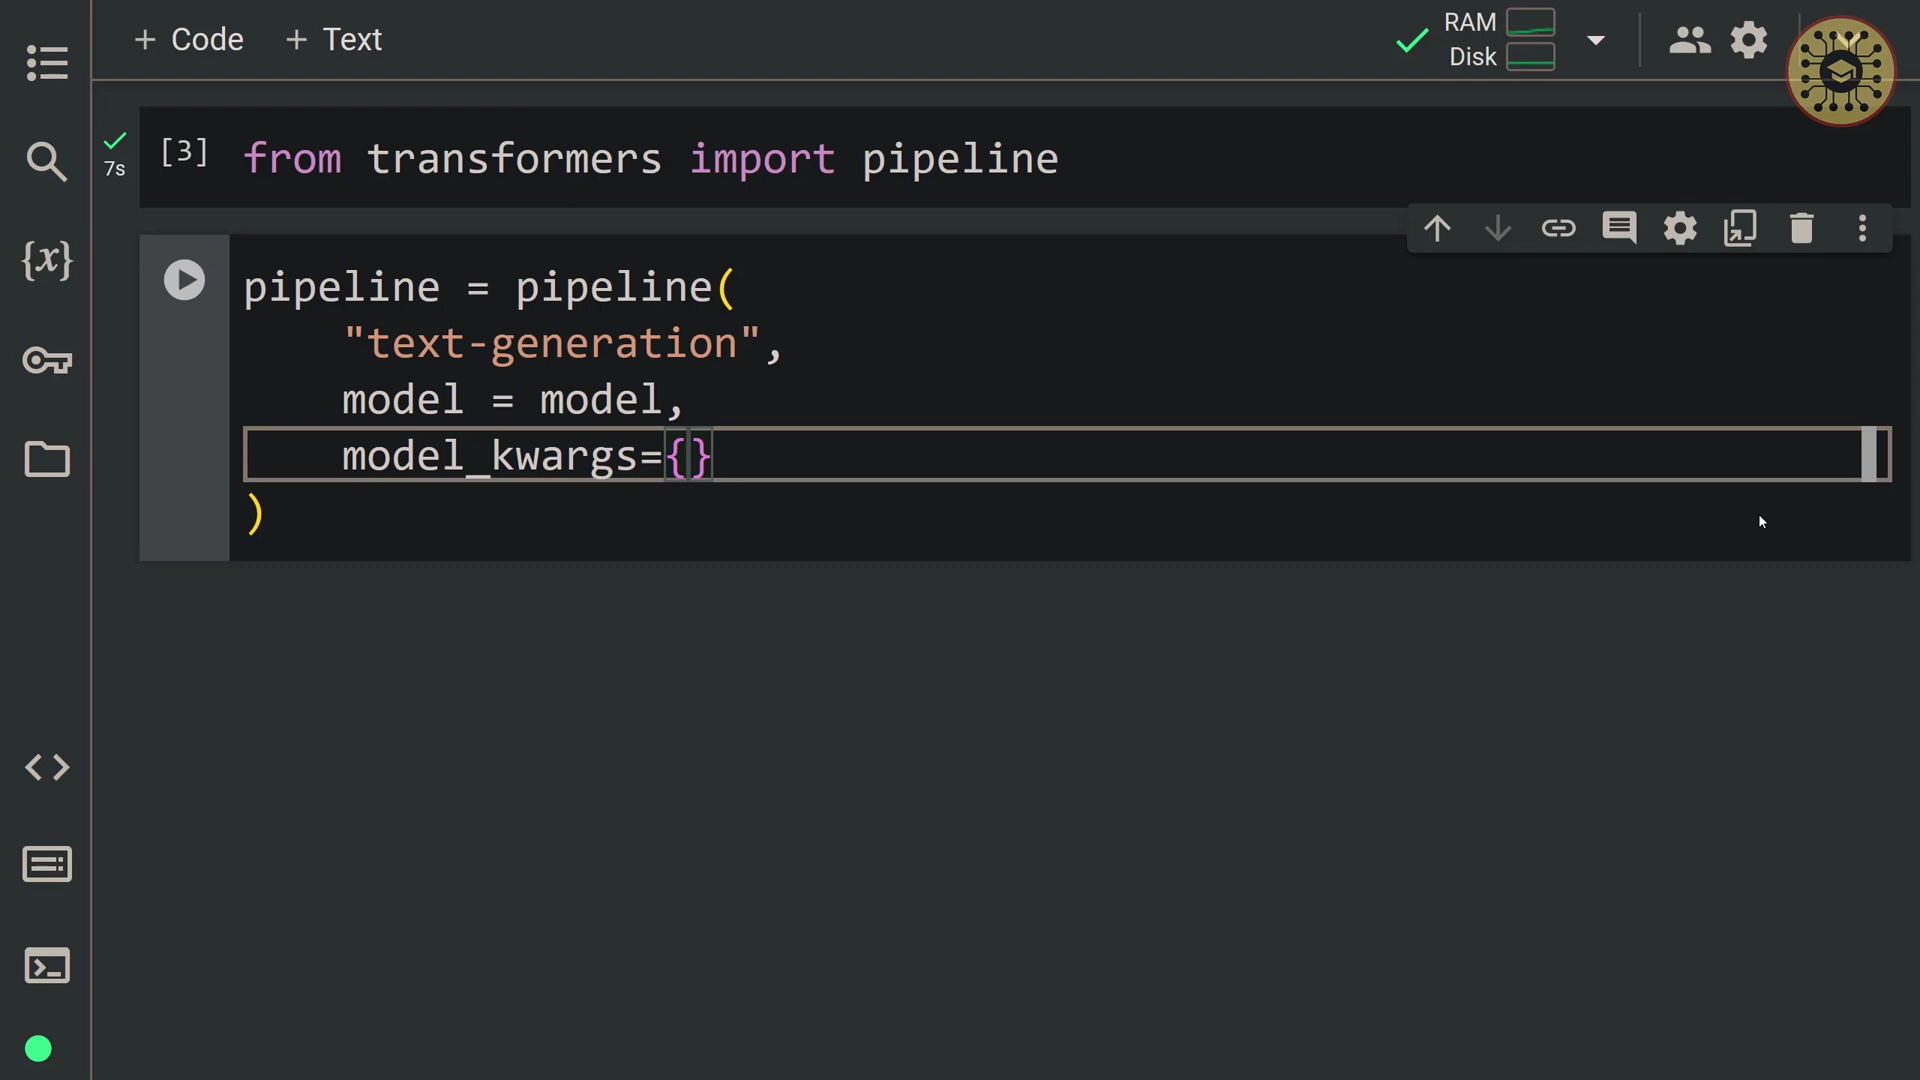 + Code + Text
RAM
Disk
7s
[3] from transformers import pipeline
pipeline = pipeline(
"text-generation",
model = model,
model_kwargs={}
)
{x}